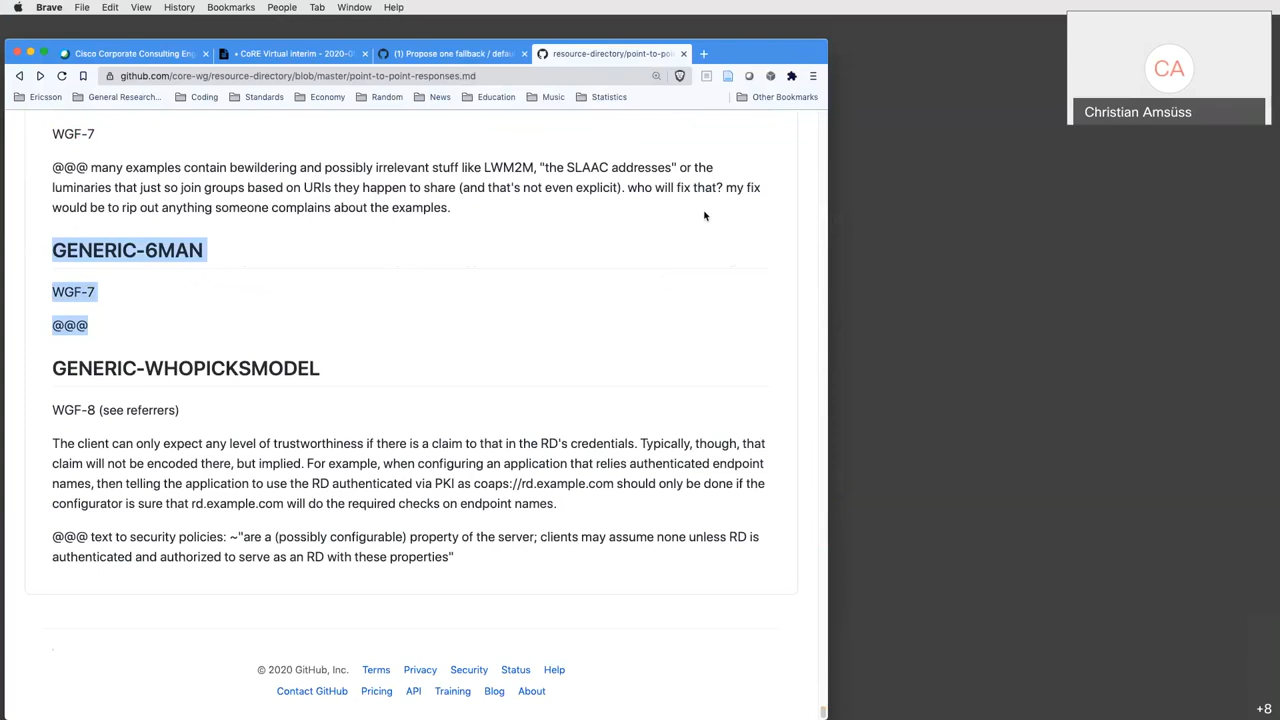 Brave File Edit View History Bookmarks People Tab Window Help
Cisco Corporate Consulting Eng
• CoRE Virtual interim - 2020-0
(1) Propose one fallback / defau
resource-directory/point-to-poi
github.com/core-wg/resource-directory/blob/master/point-to-point-responses.md
Ericsson General Research... Coding Standards Economy Random News Education Music Statistics Other Bookmarks
CA
Christian Amsüss
WGF-7
@@@ many examples contain bewildering and possibly irrelevant stuff like LWM2M, "the SLAAC addresses" or the
luminaries that just so join groups based on URIs they happen to share (and that's not even explicit). who will fix that? my fix
would be to rip out anything someone complains about the examples.
GENERIC-6MAN
WGF-7
@@@
GENERIC-WHOPICKSMODEL
WGF-8 (see referrers)
The client can only expect any level of trustworthiness if there is a claim to that in the RD's credentials. Typically, though, that
claim will not be encoded there, but implied. For example, when configuring an application that relies authenticated endpoint
names, then telling the application to use the RD authenticated via PKI as coaps://rd.example.com should only be done if the
configurator is sure that rd.example.com will do the required checks on endpoint names.
@@@ text to security policies: ~"are a (possibly configurable) property of the server; clients may assume none unless RD is
authenticated and authorized to serve as an RD with these properties"
© 2020 GitHub, Inc. Terms Privacy Security Status Help
Contact GitHub Pricing API Training Blog About
+8